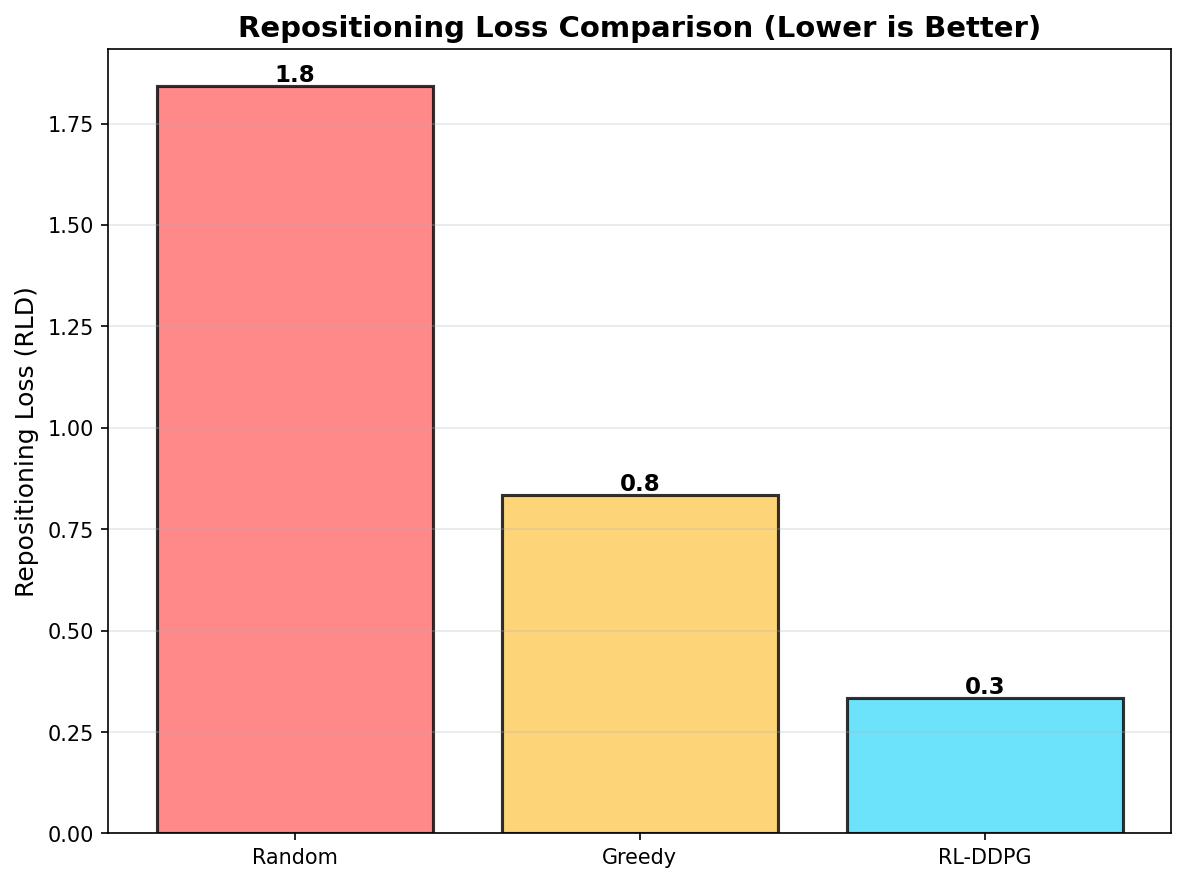 Repositioning Loss Comparison (Lower is Better)
Repositioning Loss (RLD)
1.75
1.50
1.25
1.00
0.75
0.50
0.25
0.00
1.8
0.8
0.3
Random
Greedy
RL-DDPG